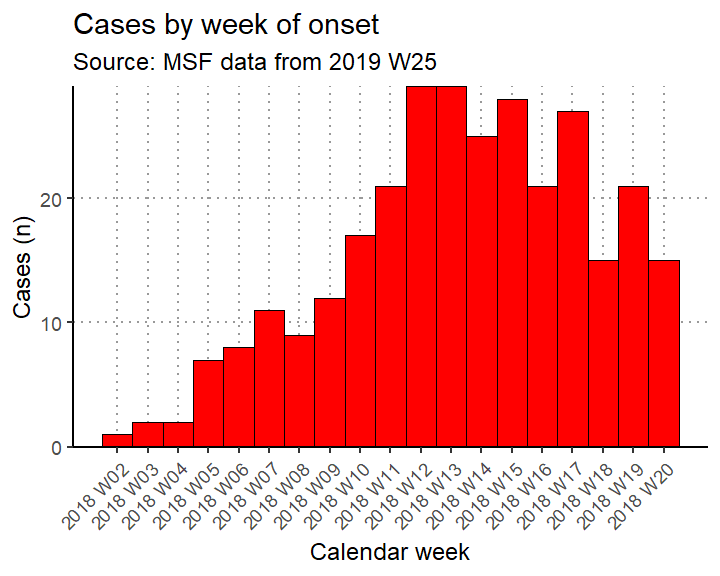 Cases by week of onset
Source: MSF data from 2019 W25
Cases (n)
20
10
0
2018 W02
2018 W03
2018 W04
2018 W05
2018 W06
2018 W07
2018 W08
2018 W09
2018 W10
2018 W11
2018 W12
2018 W13
2018 W14
2018 W15
2018 W16
2018 W17
2018 W18
2018 W19
2018 W20
Calendar week